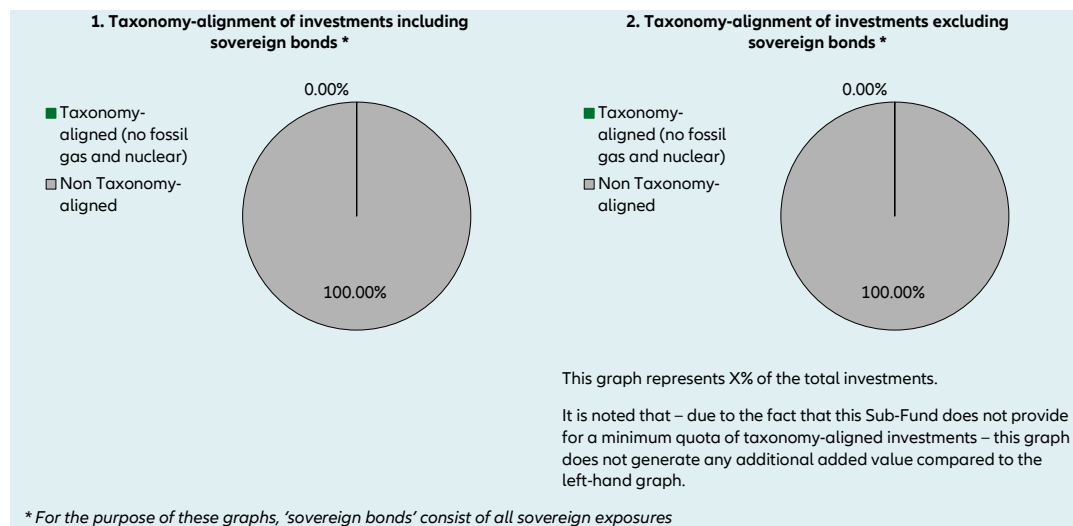 1. Taxonomy-alignment of investments including
sovereign bonds *
0.00%
Taxonomy-
aligned (no fossil
gas and nuclear)
Non Taxonomy-
aligned
100.00%
2. Taxonomy-alignment of investments excluding
sovereign bonds *
0.00%
Taxonomy-
aligned (no fossil
gas and nuclear)
Non Taxonomy-
aligned
100.00%
This graph represents X% of the total investments.
It is noted that – due to the fact that this Sub-Fund does not provide
for a minimum quota of taxonomy-aligned investments – this graph
does not generate any additional added value compared to the
left-hand graph.
* For the purpose of these graphs, ‘sovereign bonds’ consist of all sovereign exposures